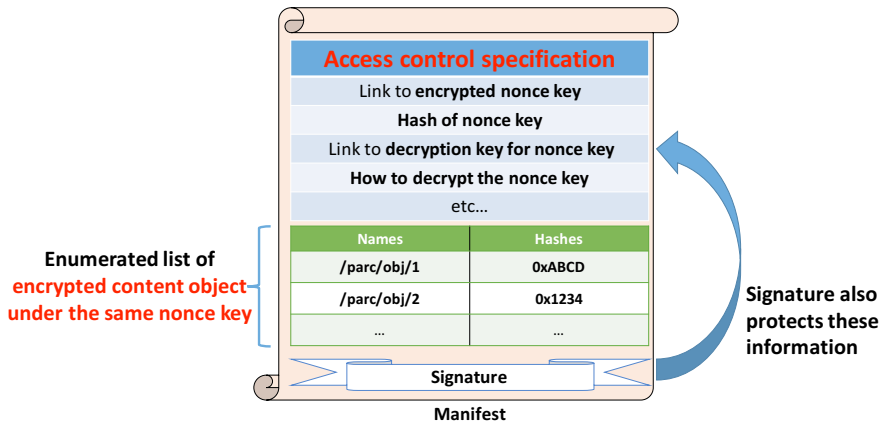 Access control specification
Link to encrypted nonce key
Hash of nonce key
Link to decryption key for nonce key
How to decrypt the nonce key
etc...
Names Hashes
/parc/obj/1 0xABCD
/parc/obj/2 0x1234
... ...
Enumerated list of
encrypted content object
under the same nonce key
Signature also
protects these
information
Signature
Manifest